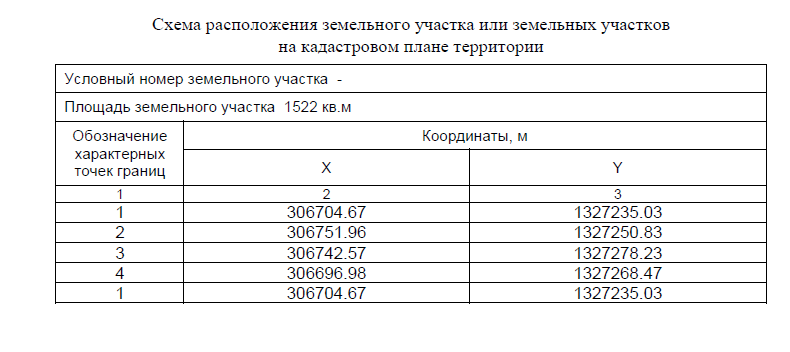 Схема расположения земельного участка или земельных участков
на кадастровом плане территории
Условный номер земельного участка -
Площадь земельного участка 1522 кв.м
Обозначение
характерных
точек границ
Координаты, м
X
Y
1 2 3
1 306704.67 1327235.03
2 306751.96 1327250.83
3 306742.57 1327278.23
4 306696.98 1327268.47
1 306704.67 1327235.03